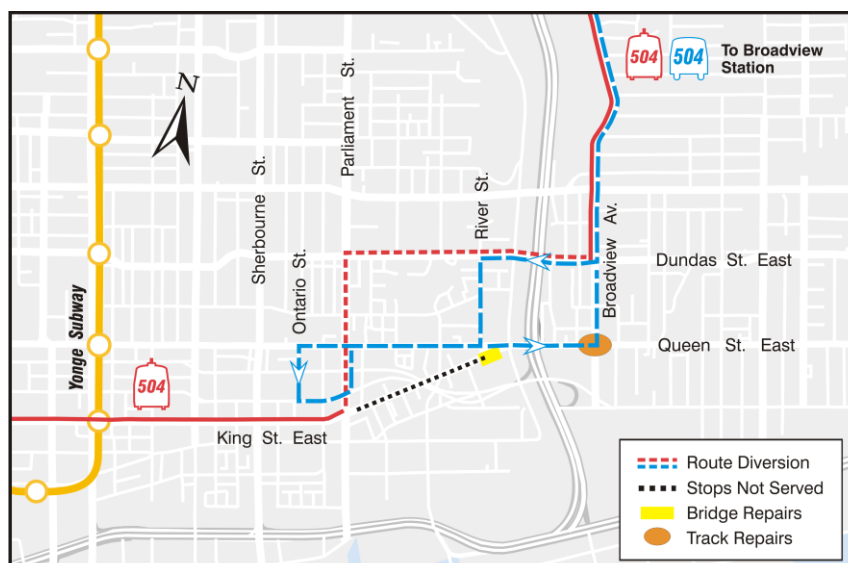 504
504
To Broadview
Station
N
Parliament St.
Sherbourne St.
River St.
Ontario St.
Broadview Av.
Dundas St. East
Yonge Subway
Queen St. East
504
King St. East
Route Diversion
Stops Not Served
Bridge Repairs
Track Repairs